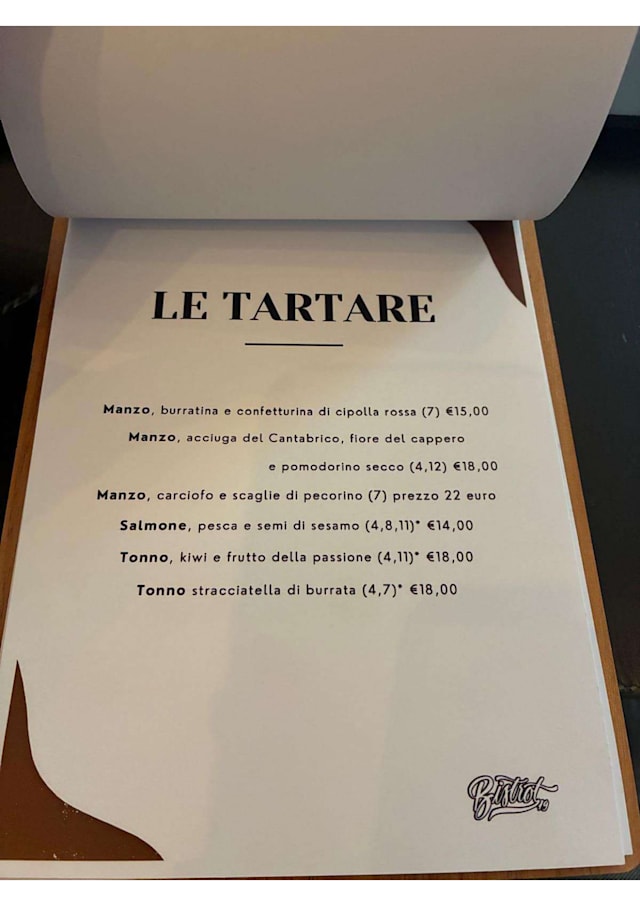 LE TARTARE
Manzo, burratina e confetturina di cipolla rossa (7) €15,00
Manzo, acciuga del Cantabrico, fiore del cappero
e pomodorino secco (4,12) €18,00
Manzo, carciofo e scaglie di pecorino (7) prezzo 22 euro
Salmone, pesca e semi di sesamo (4,8,11)* €14,00
Tonno, kiwi e frutto della passione (4,11)* €18,00
Tonno stracciatella di burrata (4,7)* €18,00
Bistrot
49